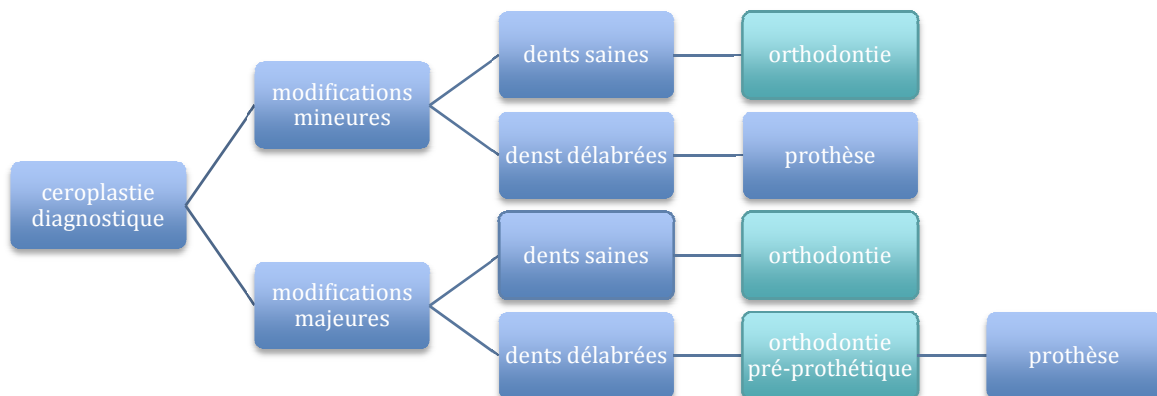 dents saines
orthodontie
modifications
mineures
denst délabrées
prothèse
ceroplastie
diagnostique
dents saines
orthodontie
modifications
majeures
dents délabrées
orthodontie
pré-prothétique
prothèse